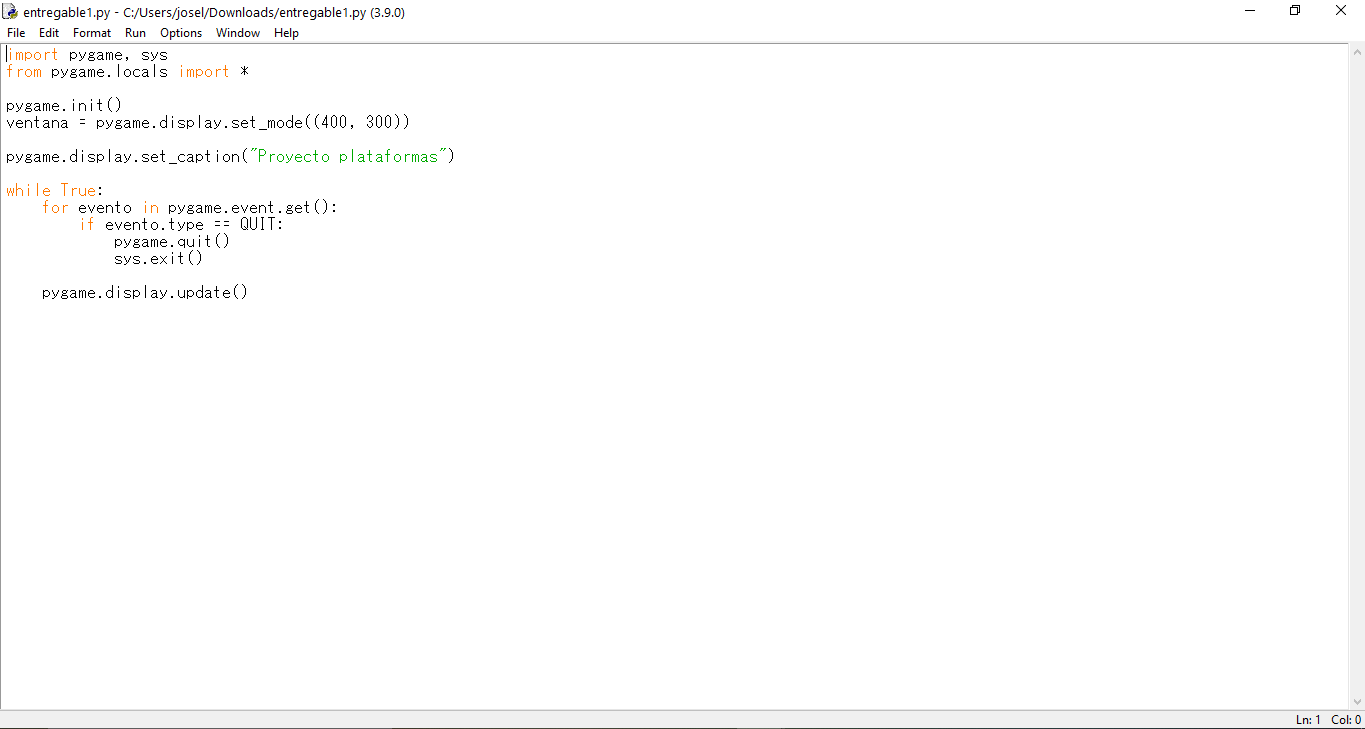 entregable1.py - C:/Users/josel/Downloads/entregable1.py (3.9.0)
File Edit Format Run Options Window Help
import pygame, sys
from pygame.locals import *
pygame.init()
ventana = pygame.display.set_mode((400, 300))
pygame.display.set_caption("Proyecto plataformas")
while True:
    for evento in pygame.event.get():
        if evento.type == QUIT:
            pygame.quit()
            sys.exit()
    pygame.display.update()
Ln: 1 Col: 0